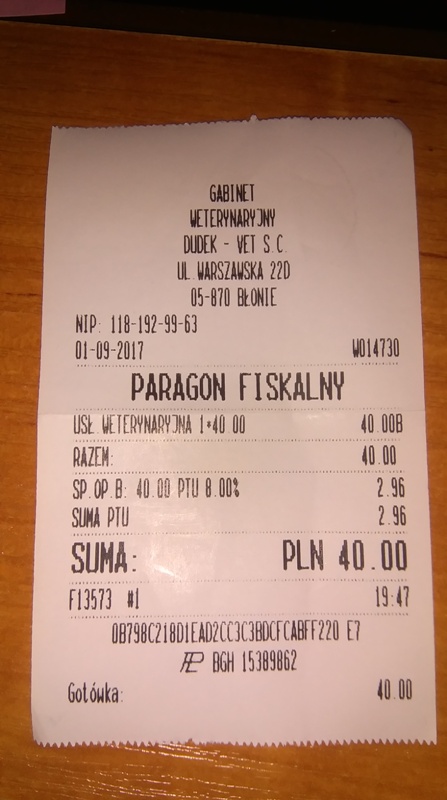 GABINET
WETERYNARYJNY
DUDEK - VET S.C.
UL. WARSZAWSKA 22D
05-870 BŁONIE
NIP: 118-192-99-63
01-09-2017 W014730
PARAGON FISKALNY
USŁ. WETERYNARYJNA 1*40.00 40.00B
RAZEM: 40.00
SP.OP.B: 40.00 PTU 8.00% 2.96
SUMA PTU 2.96
SUMA: PLN 40.00
F13573 #1 19:47
0B798C218D1EAD2CC3C3BDCFCABFF220 E7
BGH 15389862
Gotówka: 40.00